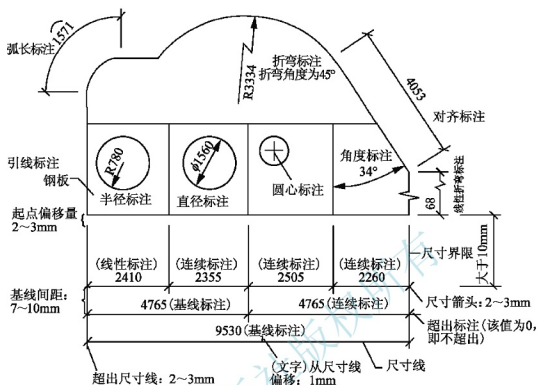 弧长标注
⌒1571
R3334
折弯标注
折弯角度为45°
4053
对齐标注
引线标注
钢板
R780
半径标注
φ1560
直径标注
圆心标注
角度标注
34°
线性折弯标注
68
起点偏移量
2~3mm
(线性标注)
2410
(连续标注)
2355
(连续标注)
2505
(连续标注)
2260
尺寸界限
大于10mm
基线间距:
7~10mm
4765(基线标注)
4765(连续标注)
尺寸箭头:2~3mm
9530(基线标注)
超出标注(该值为0,
即不超出)
超出尺寸线:2~3mm
(文字)从尺寸线
偏移:1mm
尺寸线
社版权所有